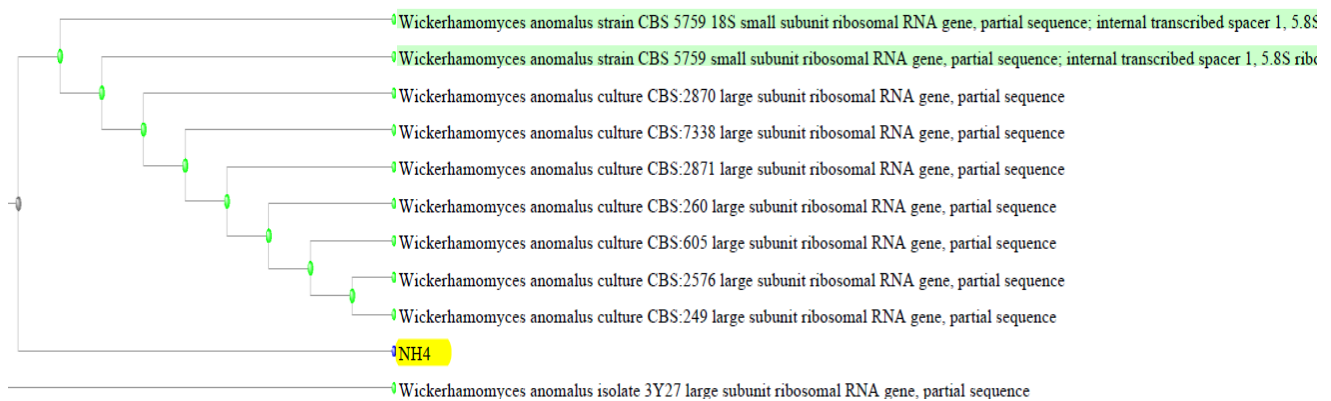 Wickerhamomyces anomalus strain CBS 5759 18S small subunit ribosomal RNA gene, partial sequence; internal transcribed spacer 1, 5.8S
Wickerhamomyces anomalus strain CBS 5759 small subunit ribosomal RNA gene, partial sequence; internal transcribed spacer 1, 5.8S ribo
Wickerhamomyces anomalus culture CBS:2870 large subunit ribosomal RNA gene, partial sequence
Wickerhamomyces anomalus culture CBS:7338 large subunit ribosomal RNA gene, partial sequence
Wickerhamomyces anomalus culture CBS:2871 large subunit ribosomal RNA gene, partial sequence
Wickerhamomyces anomalus culture CBS:260 large subunit ribosomal RNA gene, partial sequence
Wickerhamomyces anomalus culture CBS:605 large subunit ribosomal RNA gene, partial sequence
Wickerhamomyces anomalus culture CBS:2576 large subunit ribosomal RNA gene, partial sequence
Wickerhamomyces anomalus culture CBS:249 large subunit ribosomal RNA gene, partial sequence
NH4
Wickerhamomyces anomalus isolate 3Y27 large subunit ribosomal RNA gene, partial sequence